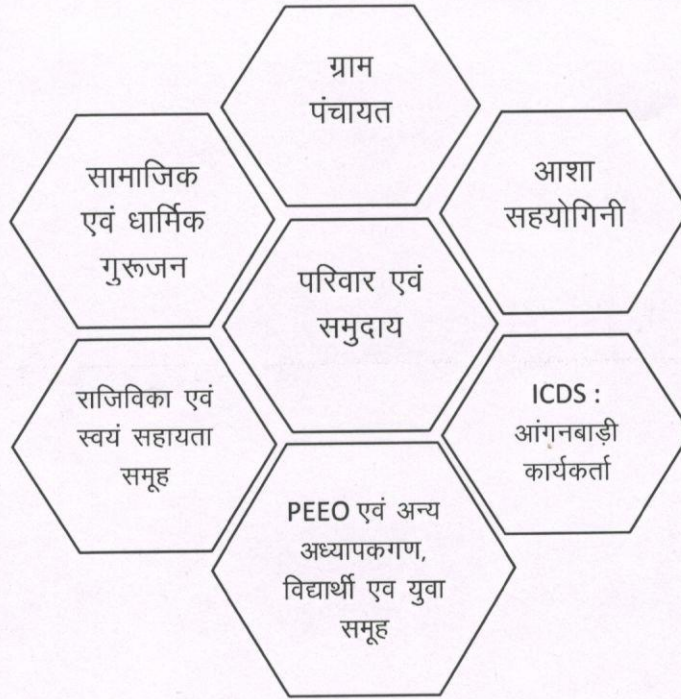 ग्राम
पंचायत
सामाजिक
एवं धार्मिक
गुरूजन
आशा
सहयोगिनी
परिवार एवं
समुदाय
राजिविका एवं
स्वयं सहायता
समूह
ICDS :
आंगनबाड़ी
कार्यकर्ता
PEEO एवं अन्य
अध्यापकगण,
विद्यार्थी एव युवा
समूह